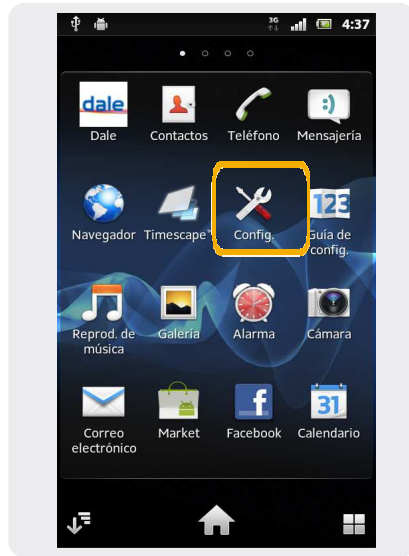 3G
4:37
dale
Dale
Contactos
Teléfono
Mensajería
:)
123
Navegador
Timescape™
Config.
Guía de
config.
Reprod. de
música
Galería
Alarma
Cámara
f
31
Correo
electrónico
Market
Facebook
Calendario